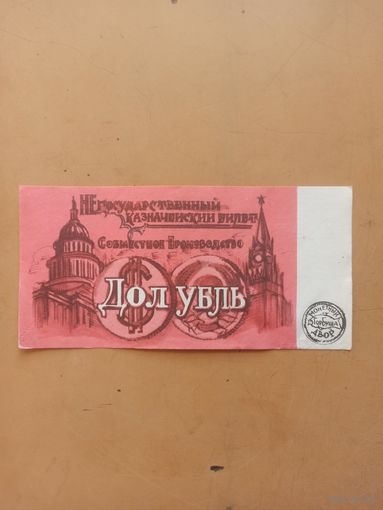 НЕГОСУДАРСТВЕННЫЙ
КАЗНАЧЕЙСКИЙ БИЛЕТ
СОВМЕСТНОЕ ПРОИЗВОДСТВО
ДОЛ УБЛЬ
МОНЕТНЫЙ
ДВОР